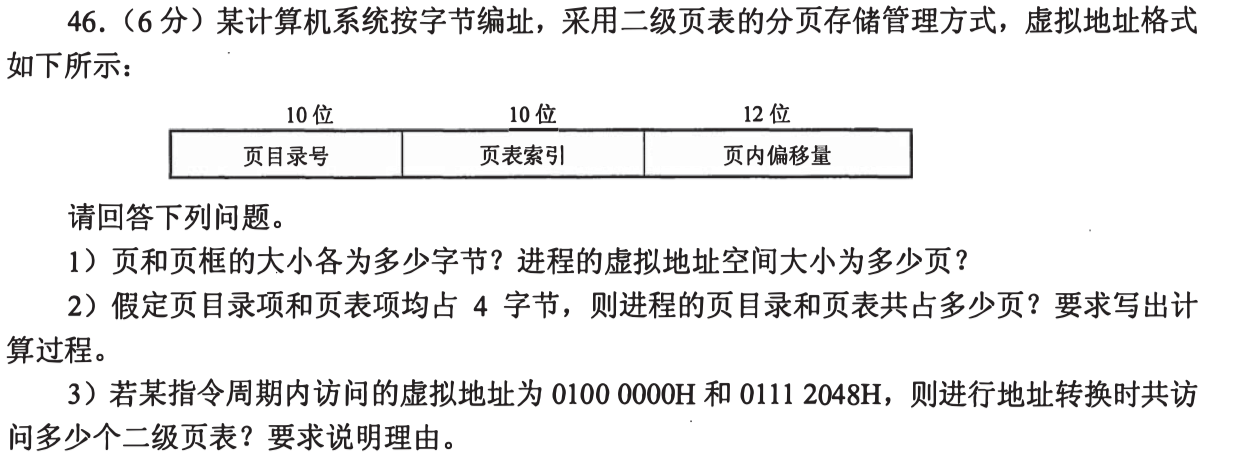 46.（6 分）某计算机系统按字节编址，采用二级页表的分页存储管理方式，虚拟地址格式
如下所示：
10 位 10 位 12 位
页目录号 页表索引 页内偏移量
请回答下列问题。
1）页和页框的大小各为多少字节？进程的虚拟地址空间大小为多少页？
2）假定页目录项和页表项均占 4 字节，则进程的页目录和页表共占多少页？要求写出计
算过程。
3）若某指令周期内访问的虚拟地址为 0100 0000H 和 0111 2048H，则进行地址转换时共访
问多少个二级页表？要求说明理由。